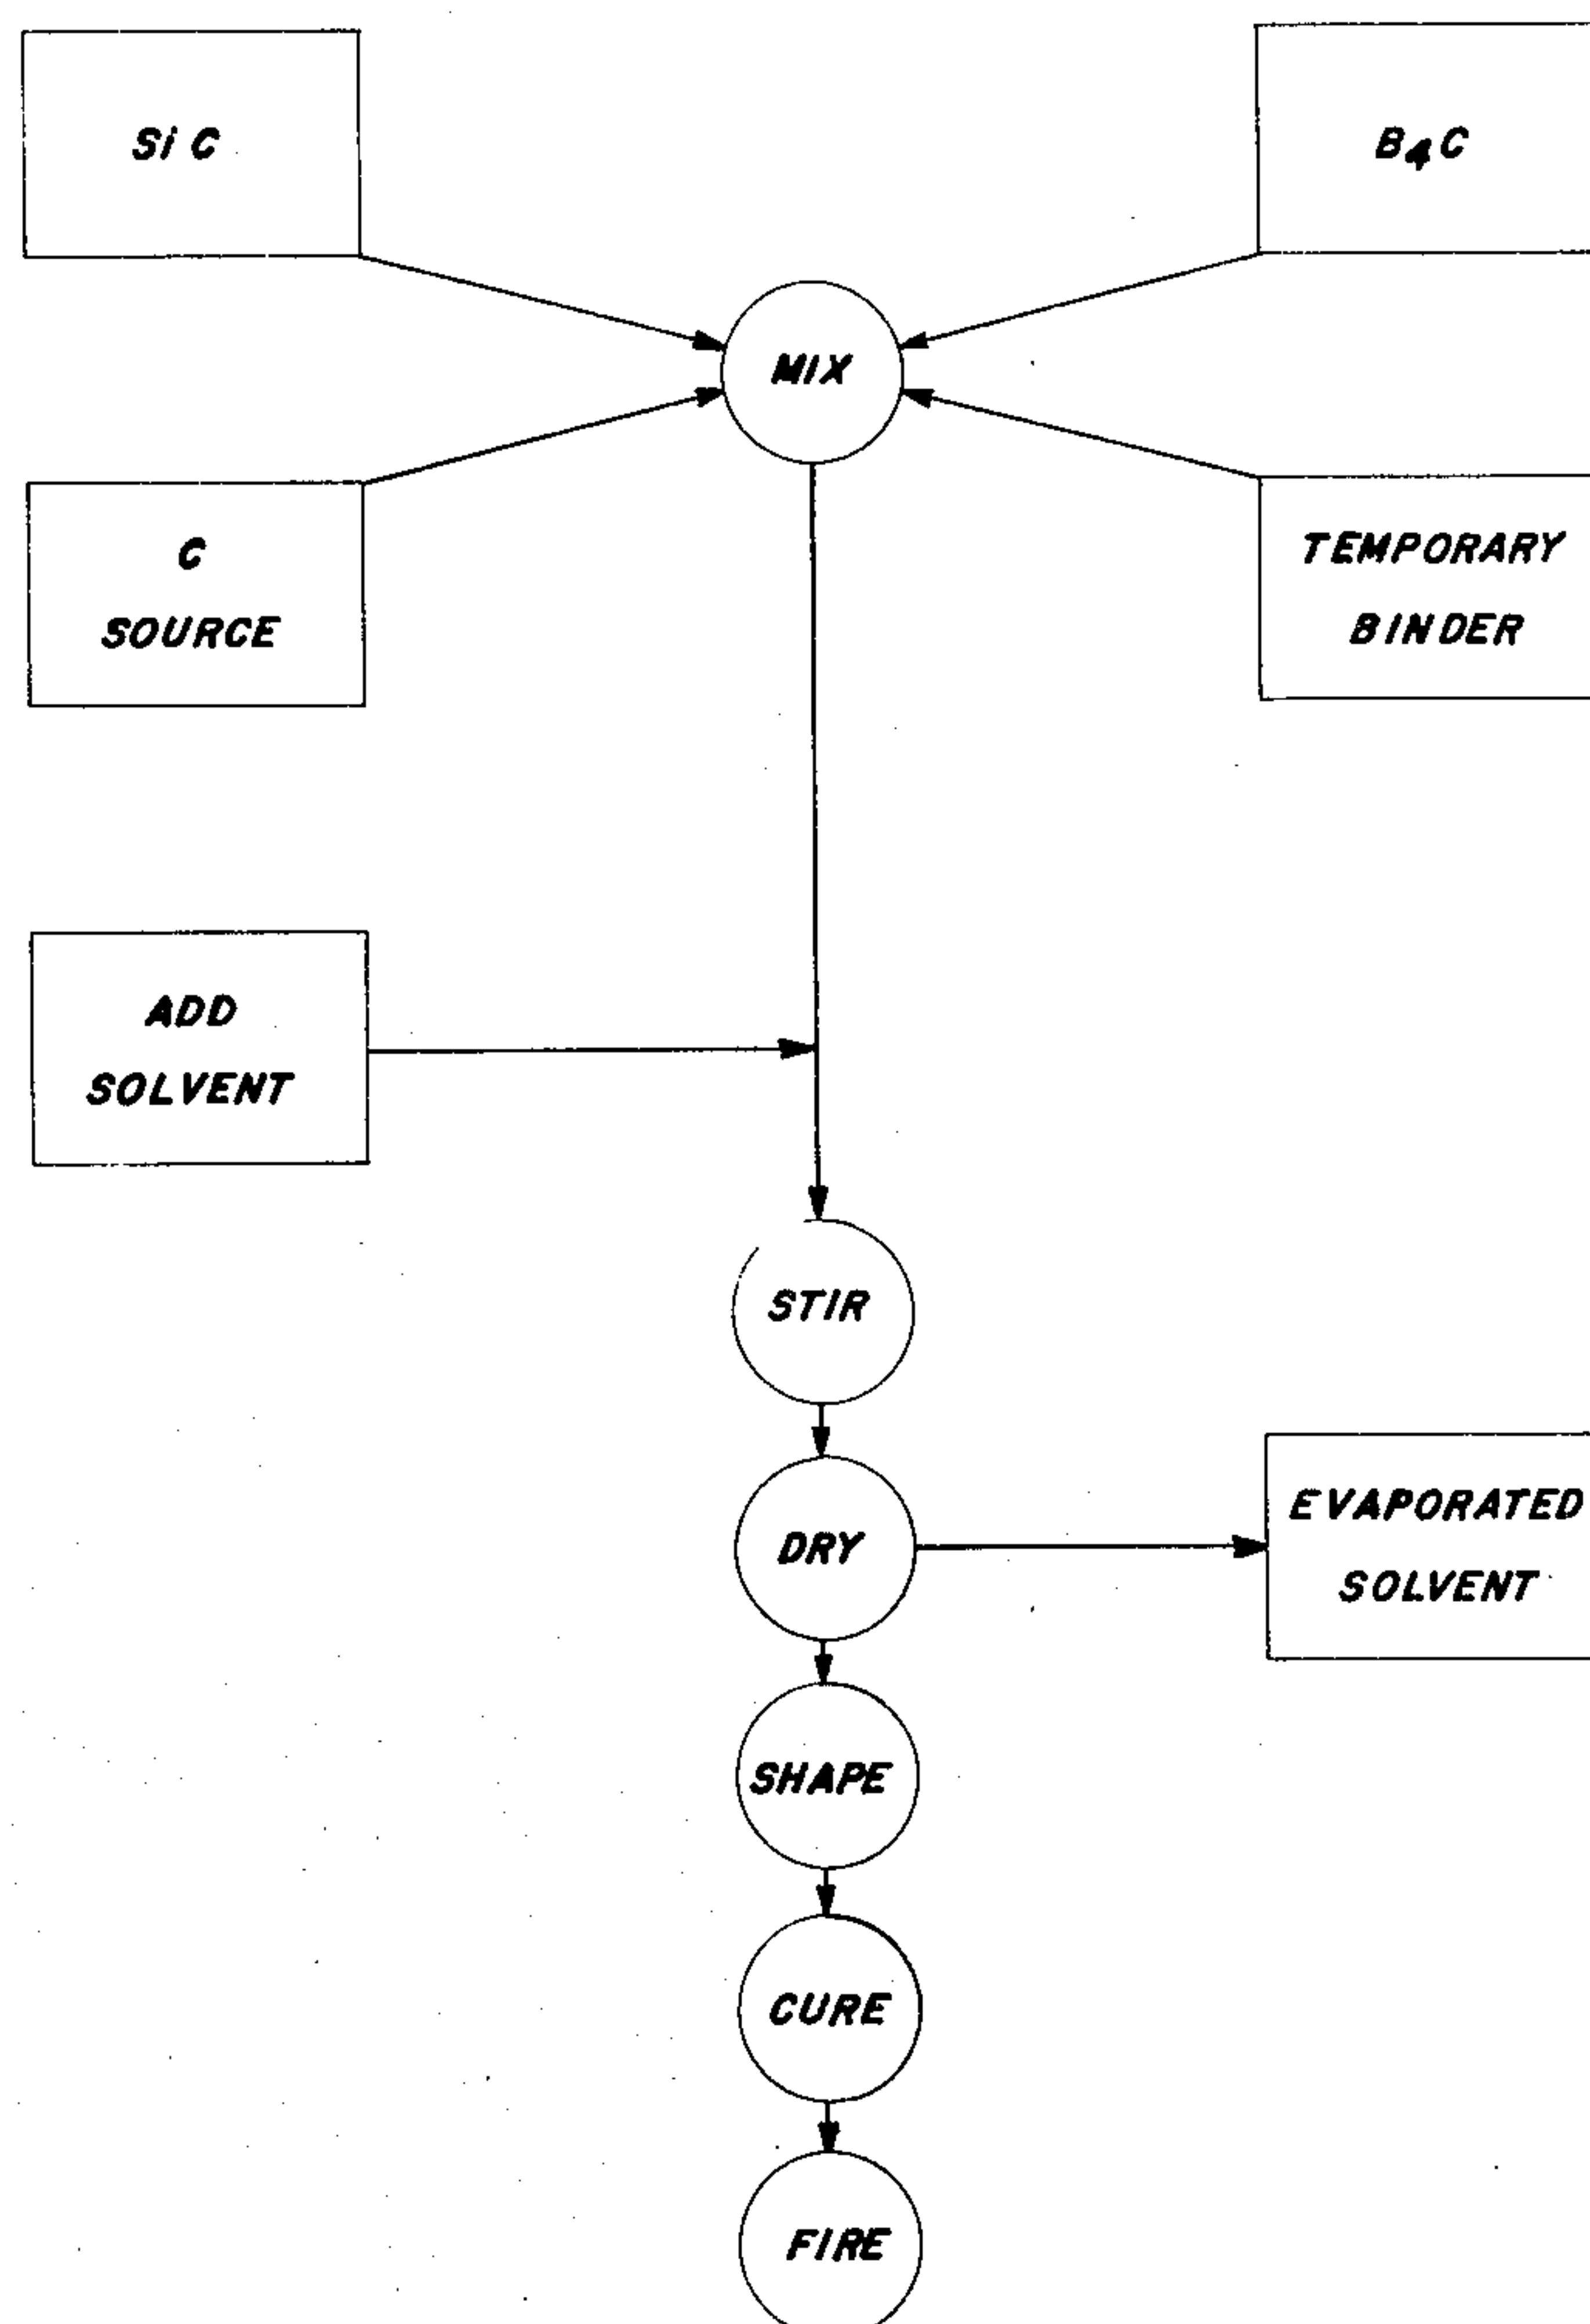 SiC
B4C
MIX
C
SOURCE
TEMPORARY
BINDER
ADD
SOLVENT
STIR
DRY
EVAPORATED
SOLVENT
SHAPE
CURE
FIRE